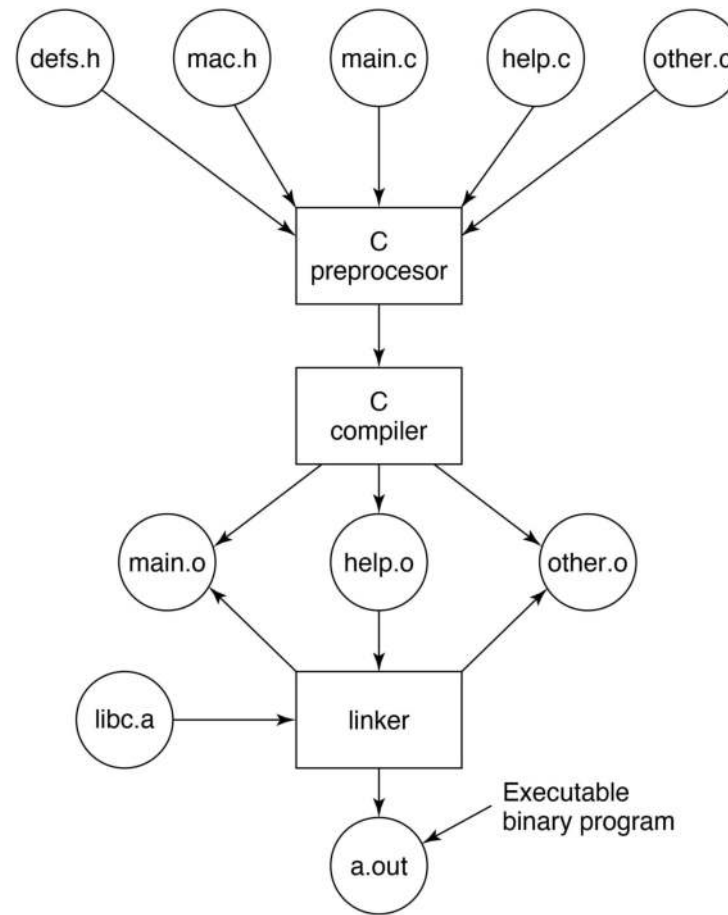 defs.h
mac.h
main.c
help.c
other.c
C
preprocesor
C
compiler
main.o
help.o
other.o
libc.a
linker
Executable
binary program
a.out